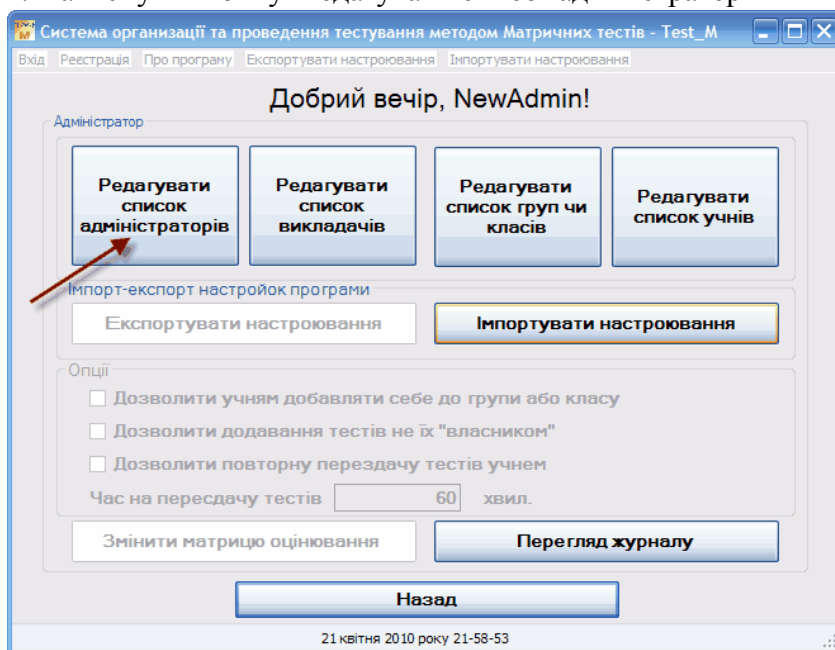 Система организації та проведення тестування методом Матричних тестів - Test_M
Вхід Реєстрація Про програму Експортувати настроювання Імпортувати настроювання
Добрий вечір, NewAdmin!
Адміністратор
Редагувати список адміністраторів
Редагувати список викладачів
Редагувати список груп чи класів
Редагувати список учнів
Імпорт-експорт настройок програми
Експортувати настроювання
Імпортувати настроювання
Опції
Дозволити учням добавляти себе до групи або класу
Дозволити додавання тестів не їх "власником"
Дозволити повторну перездачу тестів учнем
Час на пересдачу тестів 60 хвил.
Змінити матрицю оцінювання
Перегляд журналу
Назад
21 квітня 2010 року 21-58-53